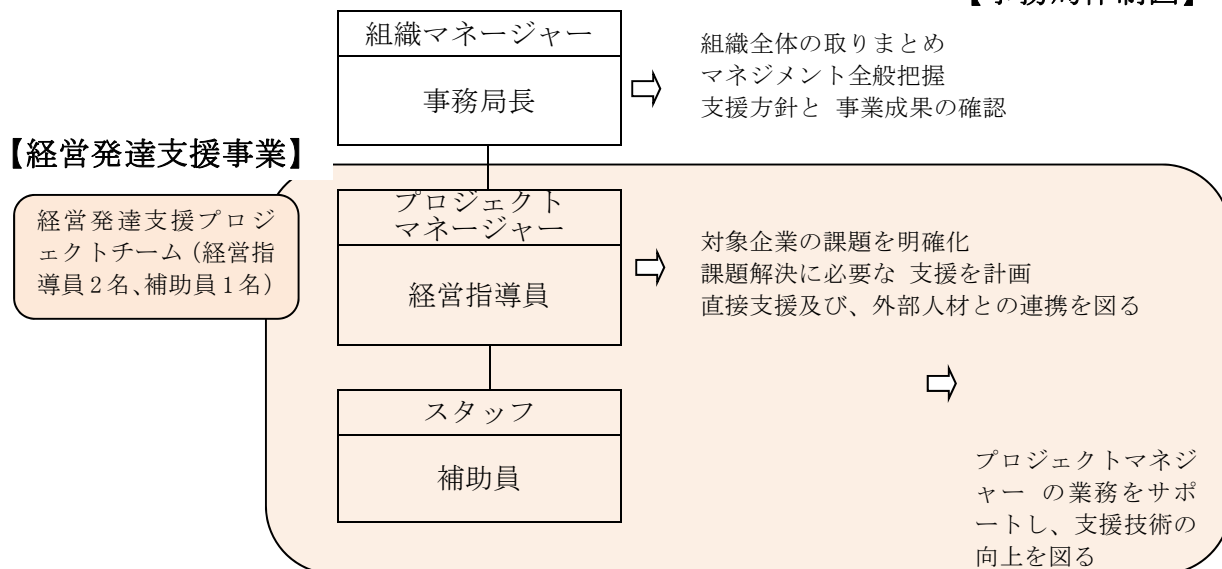 【事務局体制図】
組織マネージャー
事務局長
組織全体の取りまとめ
マネジメント全般把握
支援方針と 事業成果の確認
【経営発達支援事業】
経営発達支援プロジ
ェクトチーム（経営指
導員2名、補助員1名）
プロジェクト
マネージャー
経営指導員
対象企業の課題を明確化
課題解決に必要な 支援を計画
直接支援及び、外部人材との連携を図る
スタッフ
補助員
プロジェクトマネジ
ャー の業務をサポ
ートし、支援技術の
向上を図る